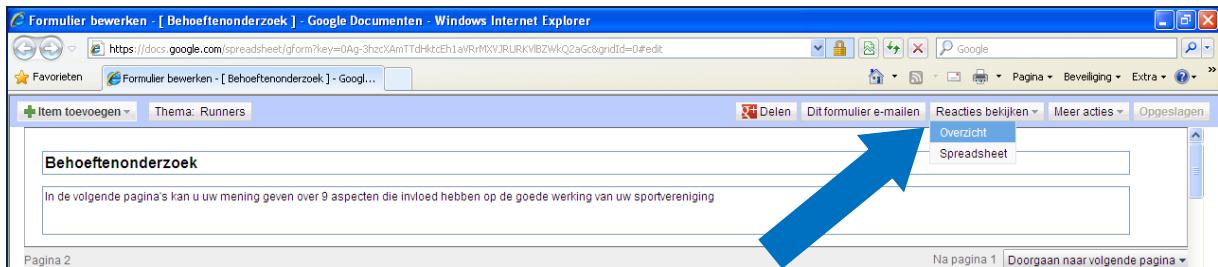 Formulier bewerken - [ Behoeftenonderzoek ] - Google Documenten - Windows Internet Explorer
https://docs.google.com/spreadsheet/gform?key=0Ag-3hzcXAmTTdHktcEh1aVRrMXVJRURKVlBZWkQ2aGc&gridId=0#edit
Google
Favorieten
Formulier bewerken - [ Behoeftenonderzoek ] - Googl...
Pagina
Beveiliging
Extra
Item toevoegen
Thema: Runners
Delen
Dit formulier e-mailen
Reacties bekijken
Meer acties
Opgeslagen
Overzicht
Spreadsheet
Behoeftenonderzoek
In de volgende pagina's kan u uw mening geven over 9 aspecten die invloed hebben op de goede werking van uw sportvereniging
Pagina 2
Na pagina 1
Doorgaan naar volgende pagina